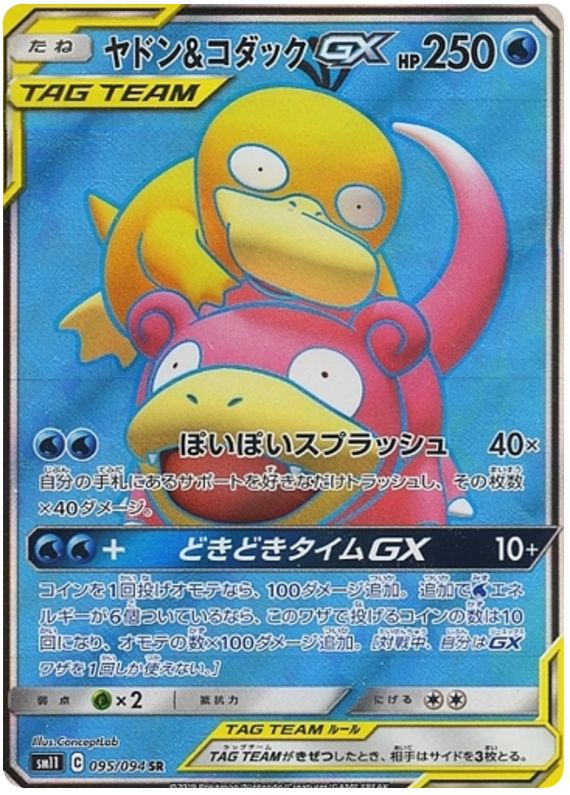 たね ヤドン&コダックGX HP250
TAG TEAM
ぽいぽいスプラッシュ 40×
自分の手札にあるサポートを好きなだけトラッシュし、その枚数
×40ダメージ。
+ どきどきタイムGX 10+
コインを1回投げオモテなら、100ダメージ追加。追加でエネ
ルギーが6個ついているなら、このワザで投げるコインの数は10
回になり、オモテの数×100ダメージ追加。[対戦中、自分はGX
ワザを1回しか使えない。]
弱点 ×2 抵抗力 にげる
Illus.ConceptLab
TAG TEAM ルール
sm11 C 095/094 SR
TAG TEAMがきぜつしたとき、相手はサイドを3枚とる。
©2019 Pokémon/Nintendo/Creatures/GAME FREAK